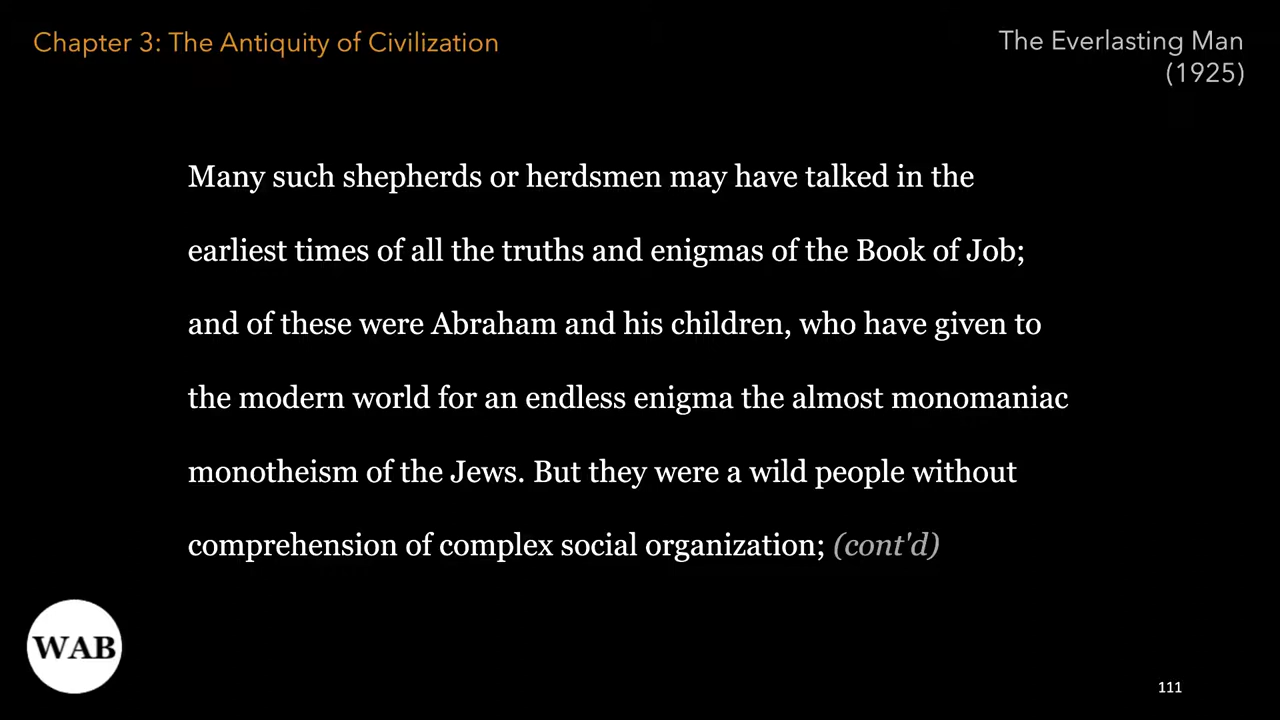 Chapter 3: The Antiquity of Civilization
The Everlasting Man
(1925)
Many such shepherds or herdsmen may have talked in the
earliest times of all the truths and enigmas of the Book of Job;
and of these were Abraham and his children, who have given to
the modern world for an endless enigma the almost monomaniac
monotheism of the Jews. But they were a wild people without
comprehension of complex social organization; (cont'd)
WAB
111